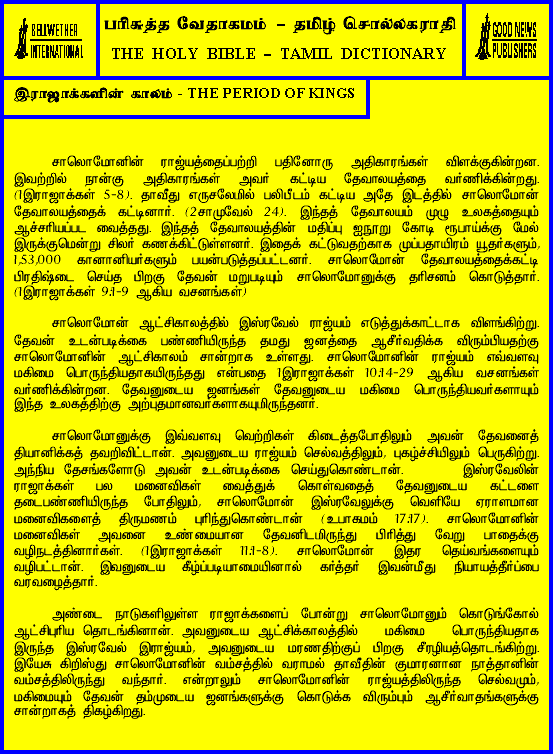 BELLWETHER
INTERNATIONAL
பரிசுத்த வேதாகமம் – தமிழ் சொல்லகராதி
THE HOLY BIBLE – TAMIL DICTIONARY
GOOD NEWS
PUBLISHERS
இராஜாக்களின் காலம் - THE PERIOD OF KINGS
சாலொமோனின் ராஜ்யத்தைப்பற்றி பதினோரு அதிகாரங்கள் விளக்குகின்றன.
இவற்றில் நான்கு அதிகாரங்கள் அவர் கட்டிய தேவாலயத்தை வர்ணிக்கின்றது.
(1இராஜாக்கள் 5-8). தாவீது எருசலேமில் பலிபீடம் கட்டிய அதே இடத்தில் சாலொமோன்
தேவாலயத்தைக் கட்டினார். (2சாமுவேல் 24). இந்தத் தேவாலயம் முழு உலகத்தையும்
ஆச்சரியப்பட வைத்தது. இந்தத் தேவாலயத்தின் மதிப்பு ஐநூறு கோடி ரூபாய்க்கு மேல்
இருக்குமென்று சிலர் கணக்கிட்டுள்ளனர். இதைக் கட்டுவதற்காக முப்பதாயிரம் யூதர்களும்,
1,53,000 கானானியர்களும் பயன்படுத்தப்பட்டனர். சாலொமோன் தேவாலயத்தைக்கட்டி
பிரதிஷ்டை செய்த பிறகு தேவன் மறுபடியும் சாலொமோனுக்கு தரிசனம் கொடுத்தார்.
(1இராஜாக்கள் 9:1-9 ஆகிய வசனங்கள்)
சாலொமோன் ஆட்சிகாலத்தில் இஸ்ரவேல் ராஜ்யம் எடுத்துக்காட்டாக விளங்கிற்று.
தேவன் உடன்படிக்கை பண்ணியிருந்த தமது ஜனத்தை ஆசீர்வதிக்க விரும்பியதற்கு
சாலொமோனின் ஆட்சிகாலம் சான்றாக உள்ளது. சாலொமோனின் ராஜ்யம் எவ்வளவு
மகிமை பொருந்தியதாகயிருந்தது என்பதை 1இராஜாக்கள் 10:14-29 ஆகிய வசனங்கள்
வர்ணிக்கின்றன. தேவனுடைய ஜனங்கள் தேவனுடைய மகிமை பொருந்தியவர்களாயும்
இந்த உலகத்திற்கு அற்புதமானவர்களாகயுமிருந்தனர்.
சாலொமோனுக்கு இவ்வளவு வெற்றிகள் கிடைத்தபோதிலும் அவன் தேவனைத்
தியானிக்கத் தவறிவிட்டான். அவனுடைய ராஜ்யம் செல்வத்திலும், புகழ்ச்சியிலும் பெருகிற்று.
அந்நிய தேசங்களோடு அவன் உடன்படிக்கை செய்துகொண்டான். இஸ்ரவேலின்
ராஜாக்கள் பல மனைவிகள் வைத்துக் கொள்வதைத் தேவனுடைய கட்டளை
தடைபண்ணியிருந்த போதிலும், சாலொமோன் இஸ்ரவேலுக்கு வெளியே ஏராளமான
மனைவிகளைத் திருமணம் புரிந்துகொண்டான் (உபாகமம் 17:17). சாலொமோனின்
மனைவிகள் அவனை உண்மையான தேவனிடமிருந்து பிரித்து வேறு பாதைக்கு
வழிநடத்தினார்கள். (1இராஜாக்கள் 11:1-8). சாலொமோன் இதர தெய்வங்களையும்
வழிபட்டான். இவனுடைய கீழ்ப்படியாமையினால் கர்த்தர் இவன்மீது நியாயத்தீர்ப்பை
வரவழைத்தார்.
அண்டை நாடுகளிலுள்ள ராஜாக்களைப் போன்று சாலொமோனும் கொடுங்கோல்
ஆட்சிபுரிய தொடங்கினான். அவனுடைய ஆட்சிக்காலத்தில் மகிமை பொருந்தியதாக
இருந்த இஸ்ரவேல் இராஜ்யம், அவனுடைய மரணதிற்குப் பிறகு சீரழியத்தொடங்கிற்று.
இயேசு கிறிஸ்து சாலொமோனின் வம்சத்தில் வராமல் தாவீதின் குமாரனான நாத்தானின்
வம்சத்திலிருந்து வந்தார். என்றாலும் சாலொமோனின் ராஜ்யத்திலிருந்த செல்வமும்,
மகிமையும் தேவன் தம்முடைய ஜனங்களுக்கு கொடுக்க விரும்பும் ஆசீர்வாதங்களுக்கு
சான்றாகத் திகழ்கிறது.